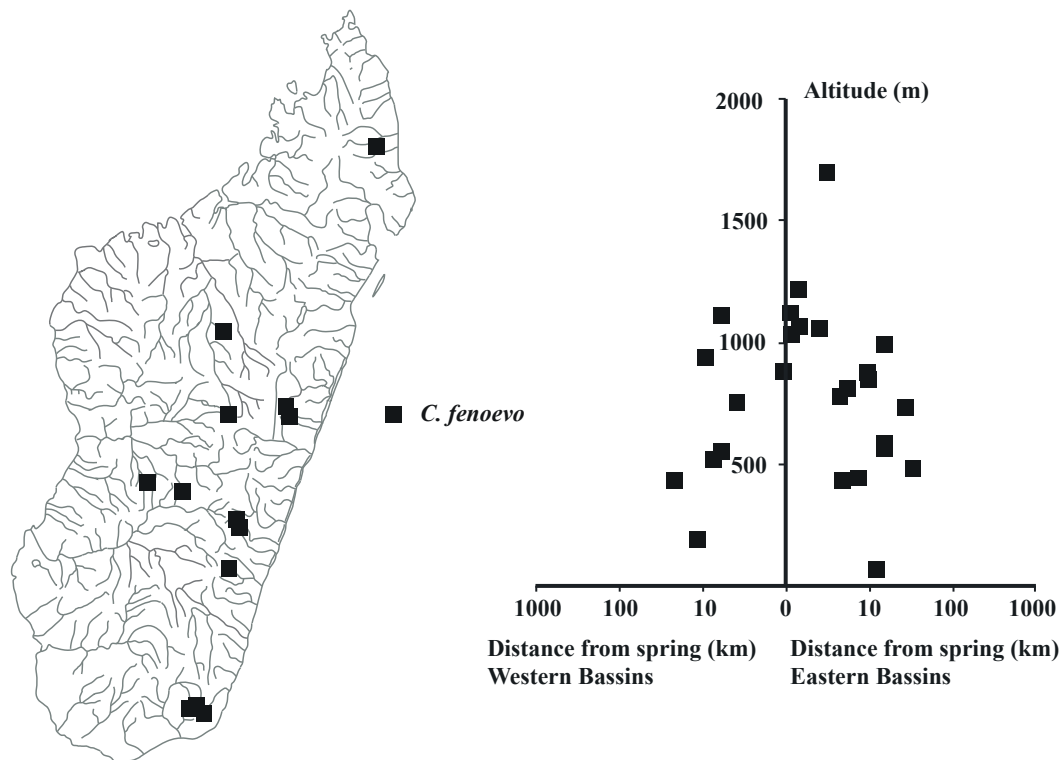 Altitude (m)
2000
1500
1000
500
C. fenoevo
1000 100 10 0 10 100 1000
Distance from spring (km)
Western Bassins
Distance from spring (km)
Eastern Bassins